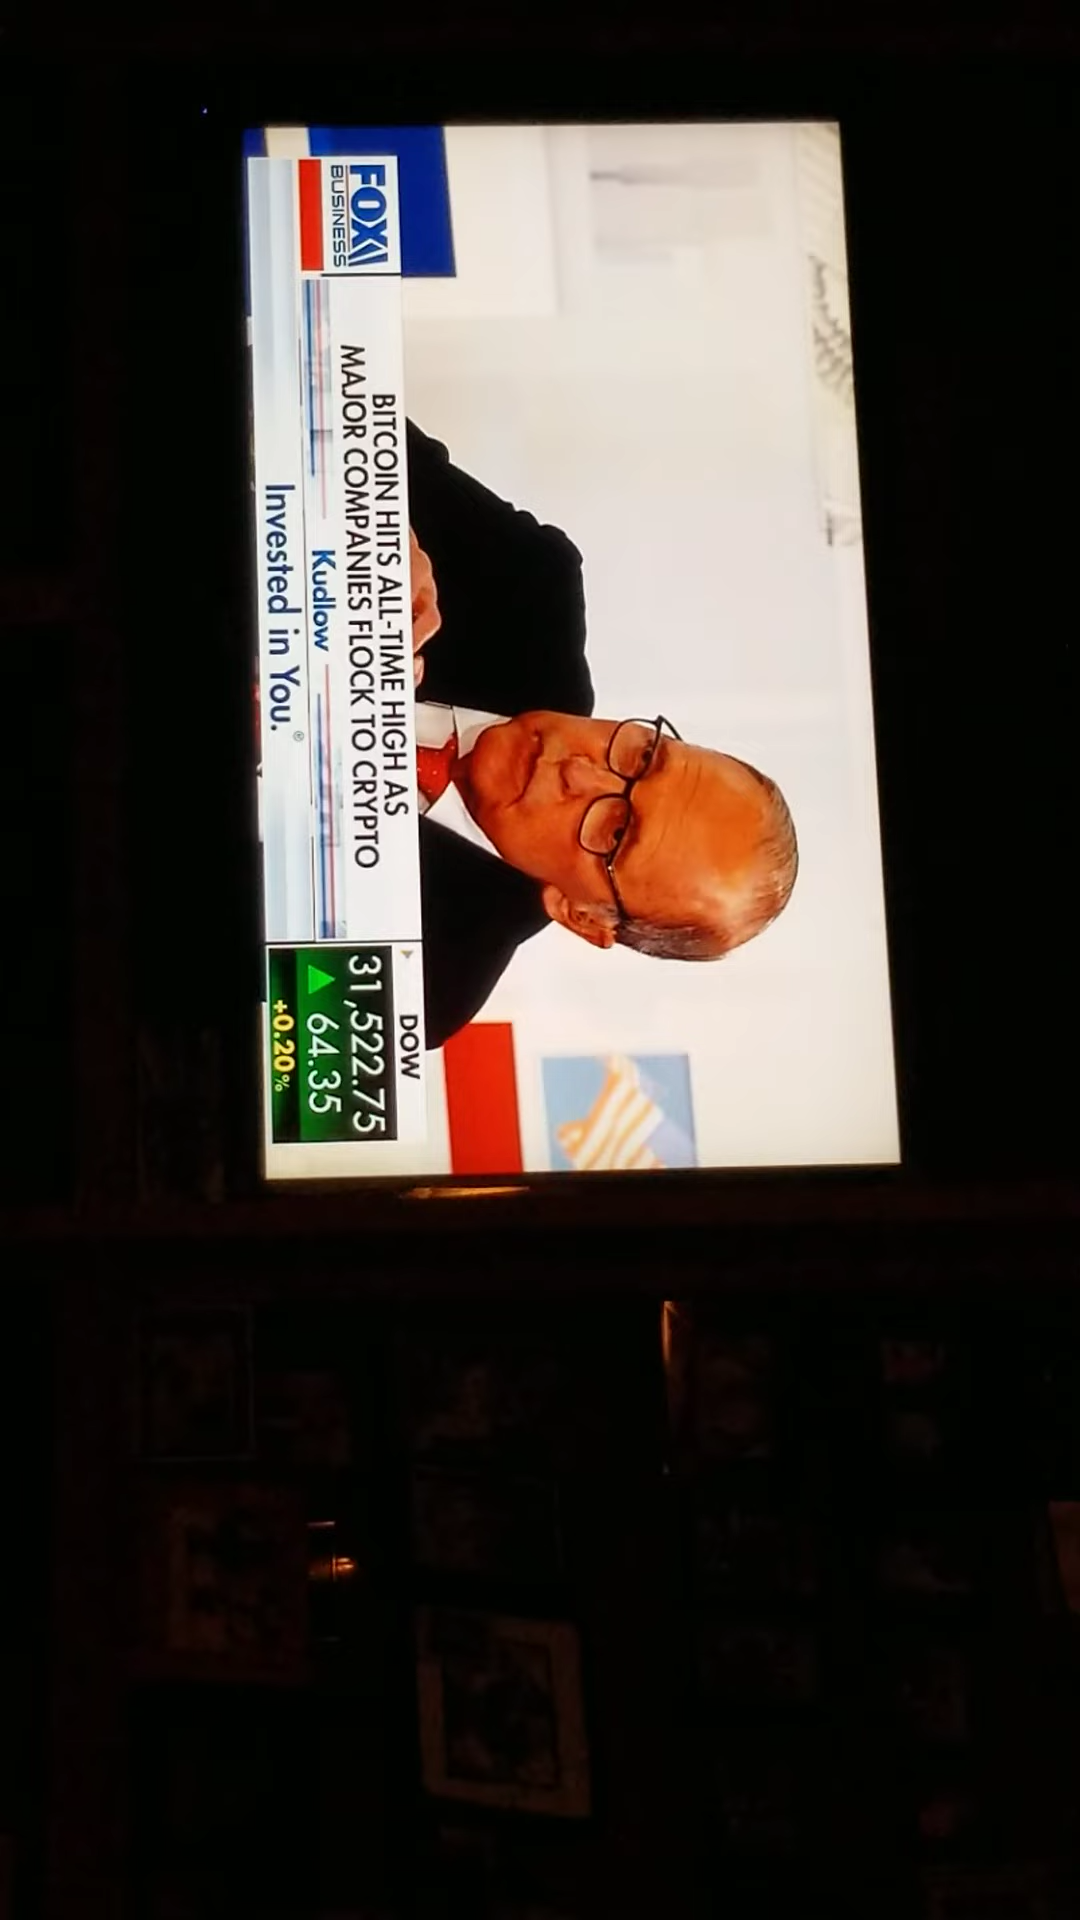 BITCOIN HITS ALL-TIME HIGH AS
MAJOR COMPANIES FLOCK TO CRYPTO
FOX
BUSINESS
Kudlow
Invested in You.®
DOW
31,522.75
▲ 64.35
+0.20%